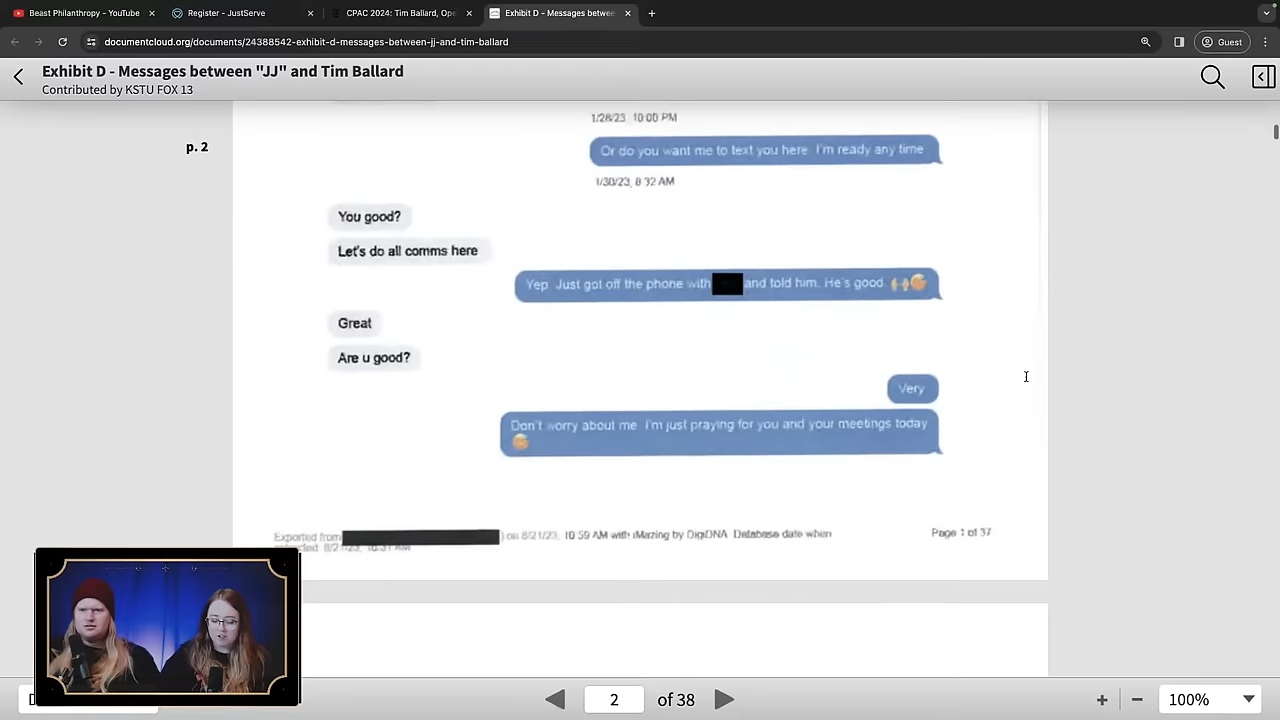 Beast Philanthropy - YouTube
Register - JustServe
CPAC 2024: Tim Ballard, Ope
Exhibit D - Messages betwee
documentcloud.org/documents/24388542-exhibit-d-messages-between-jj-and-tim-ballard
Guest
Exhibit D - Messages between "JJ" and Tim Ballard
Contributed by KSTU FOX 13
p. 2
1/28/23, 10:00 PM
Or do you want me to text you here. I'm ready any time
1/30/23, 8:32 AM
You good?
Let's do all comms here
Yep. Just got off the phone with and told him. He's good.
Great
Are u good?
Very
Don't worry about me. I'm just praying for you and your meetings today
Exported from ) on 8/21/23, 10:59 AM with iMazing by DigiDNA. Database date when
Page 1 of 37
2 of 38
100%